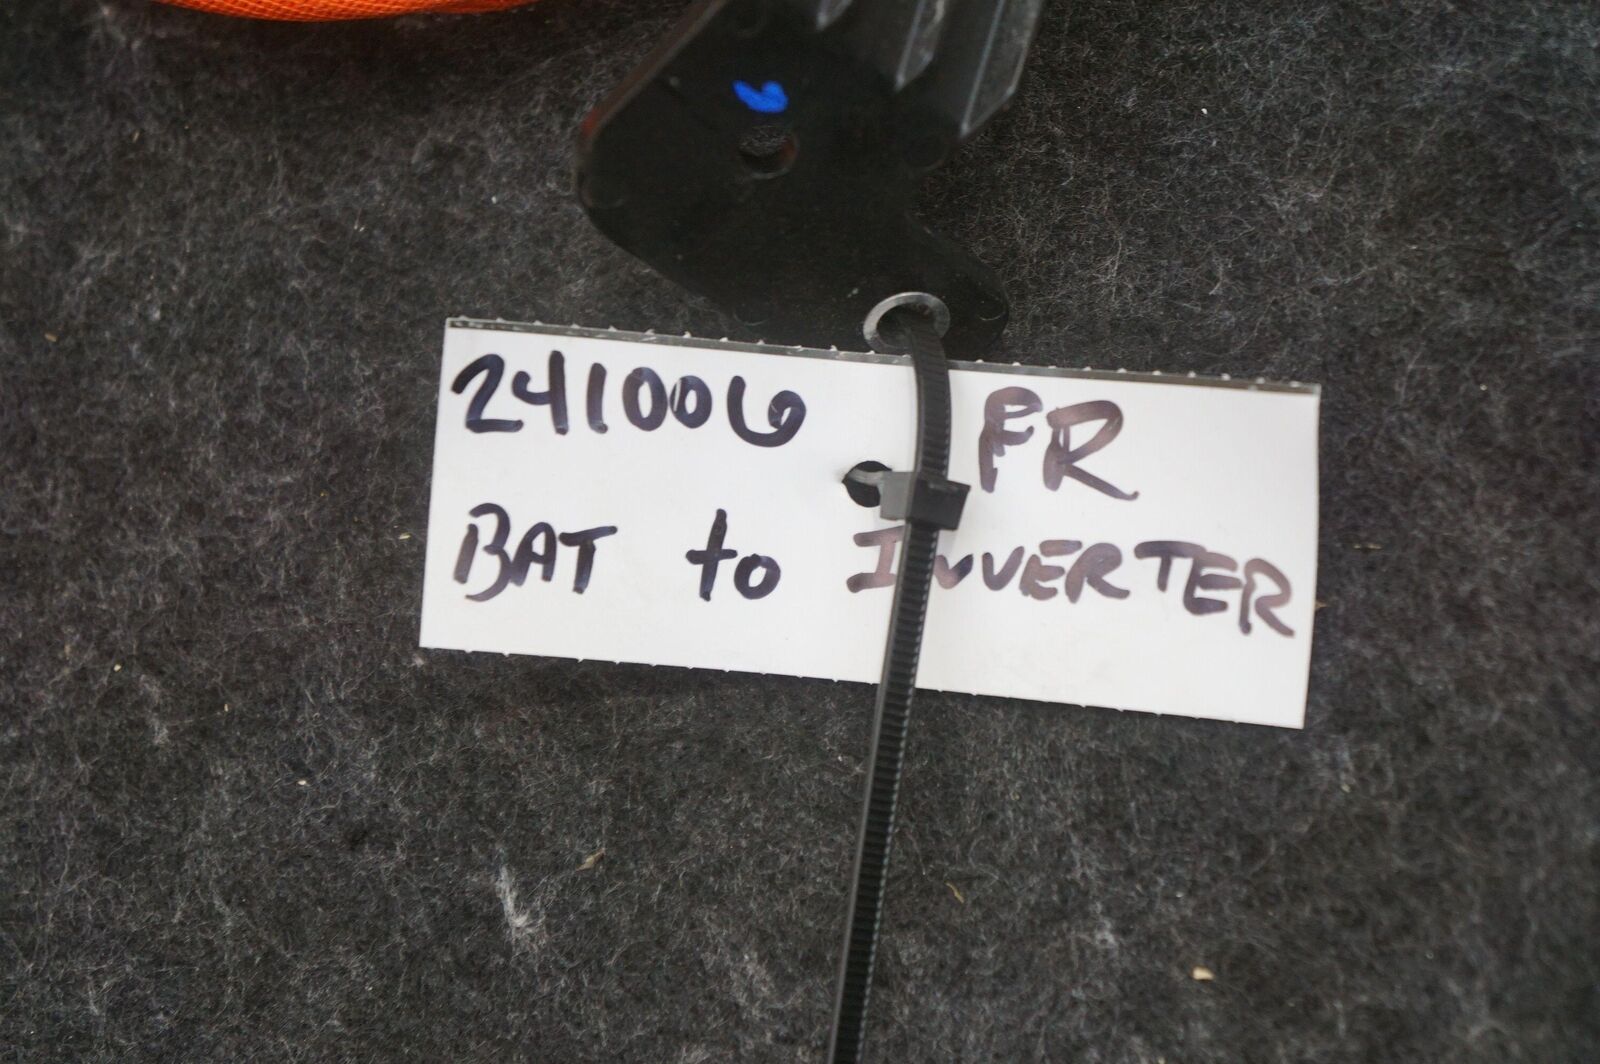 241006 FR
BAT to INVERTER